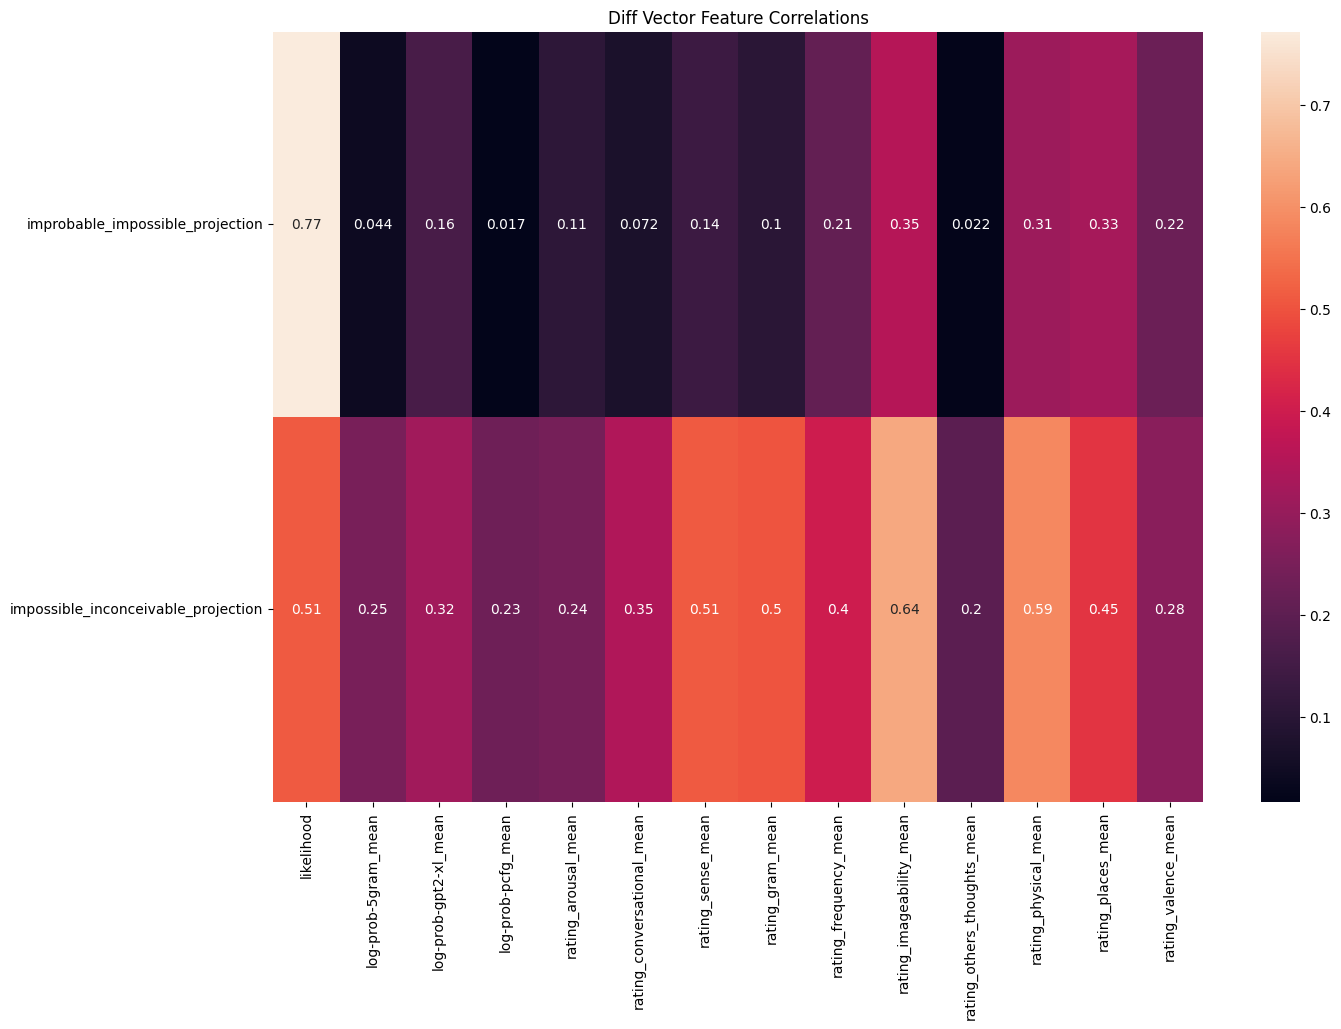 Diff Vector Feature Correlations
improbable_impossible_projection
0.77 0.044 0.16 0.017 0.11 0.072 0.14 0.1 0.21 0.35 0.022 0.31 0.33 0.22
impossible_inconceivable_projection
0.51 0.25 0.32 0.23 0.24 0.35 0.51 0.5 0.4 0.64 0.2 0.59 0.45 0.28
likelihood
log-prob-5gram_mean
log-prob-gpt2-xl_mean
log-prob-pcfg_mean
rating_arousal_mean
rating_conversational_mean
rating_sense_mean
rating_gram_mean
rating_frequency_mean
rating_imageability_mean
rating_others_thoughts_mean
rating_physical_mean
rating_places_mean
rating_valence_mean
0.7
0.6
0.5
0.4
0.3
0.2
0.1